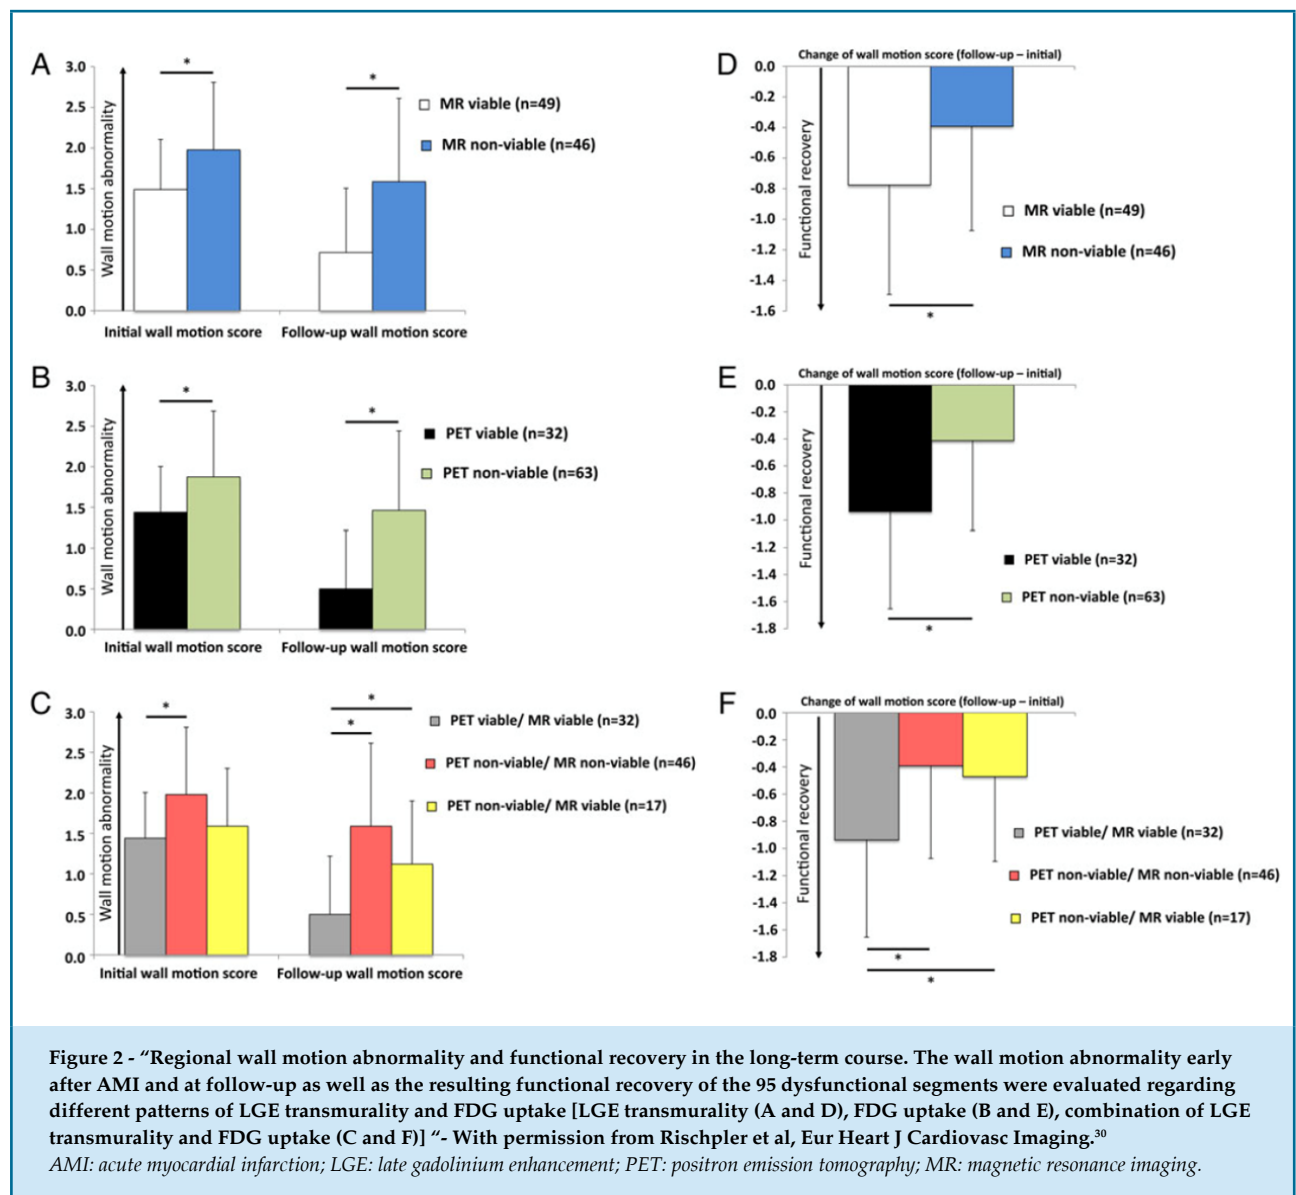 A
3.0
2.5
2.0
1.5
1.0
0.5
0.0
Wall motion abnormality
*
*
MR viable (n=49)
MR non-viable (n=46)
Initial wall motion score
Follow-up wall motion score
D
Change of wall motion score (follow-up – initial)
0.0
-0.2
-0.4
-0.6
-0.8
-1.0
-1.2
-1.4
-1.6
Functional recovery
MR viable (n=49)
MR non-viable (n=46)
*
B
3.0
2.5
2.0
1.5
1.0
0.5
0.0
Wall motion abnormality
*
*
PET viable (n=32)
PET non-viable (n=63)
Initial wall motion score
Follow-up wall motion score
E
Change of wall motion score (follow-up – initial)
0.0
-0.2
-0.4
-0.6
-0.8
-1.0
-1.2
-1.4
-1.6
-1.8
Functional recovery
PET viable (n=32)
PET non-viable (n=63)
*
C
3.0
2.5
2.0
1.5
1.0
0.5
0.0
Wall motion abnormality
*
*
*
PET viable/ MR viable (n=32)
PET non-viable/ MR non-viable (n=46)
PET non-viable/ MR viable (n=17)
Initial wall motion score
Follow-up wall motion score
F
Change of wall motion score (follow-up – initial)
0.0
-0.2
-0.4
-0.6
-0.8
-1.0
-1.2
-1.4
-1.6
-1.8
Functional recovery
PET viable/ MR viable (n=32)
PET non-viable/ MR non-viable (n=46)
PET non-viable/ MR viable (n=17)
*
*
Figure 2 - “Regional wall motion abnormality and functional recovery in the long-term course. The wall motion abnormality early
after AMI and at follow-up as well as the resulting functional recovery of the 95 dysfunctional segments were evaluated regarding
different patterns of LGE transmurality and FDG uptake [LGE transmurality (A and D), FDG uptake (B and E), combination of LGE
transmurality and FDG uptake (C and F)] “- With permission from Rischpler et al, Eur Heart J Cardiovasc Imaging.³⁰
AMI: acute myocardial infarction; LGE: late gadolinium enhancement; PET: positron emission tomography; MR: magnetic resonance imaging.